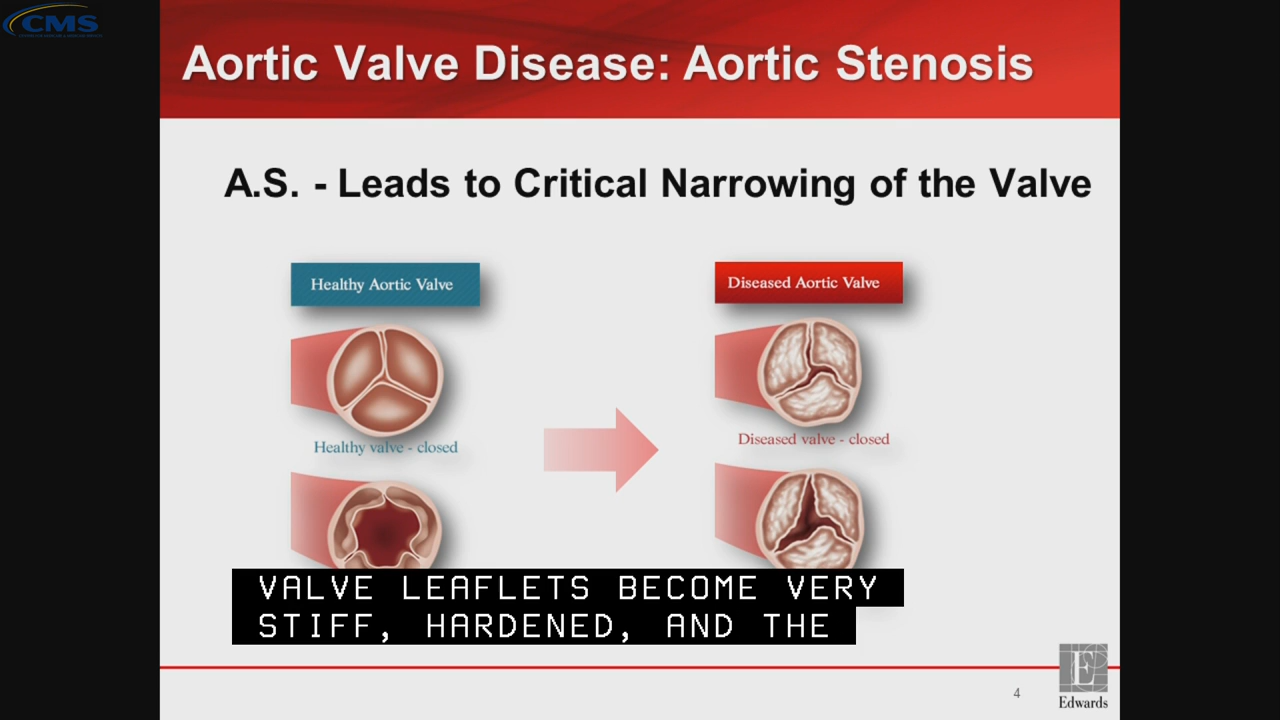 CMS
Aortic Valve Disease: Aortic Stenosis
A.S. - Leads to Critical Narrowing of the Valve
Healthy Aortic Valve
Diseased Aortic Valve
Healthy valve - closed
Diseased valve - closed
VALVE LEAFLETS BECOME VERY
STIFF, HARDENED, AND THE
4
E
Edwards